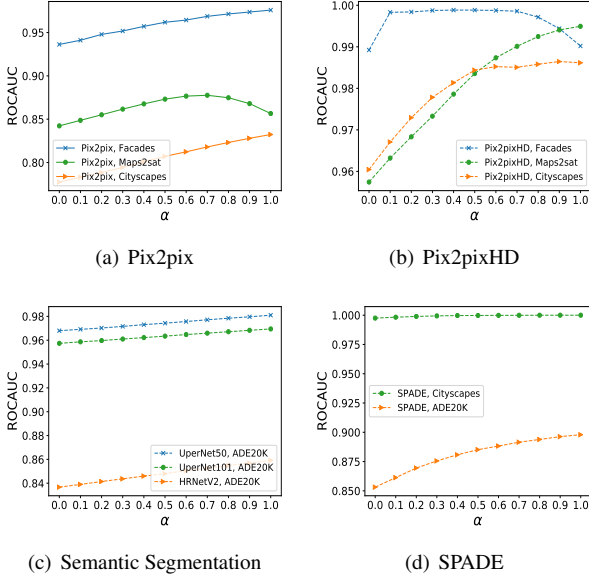 0.95
0.90
0.85
0.80
ROCAUC
Pix2pix, Facades
Pix2pix, Maps2sat
Pix2pix, Cityscapes
0.0 0.1 0.2 0.3 0.4 0.5 0.6 0.7 0.8 0.9 1.0
α
(a) Pix2pix
1.00
0.99
0.98
0.97
0.96
ROCAUC
Pix2pixHD, Facades
Pix2pixHD, Maps2sat
Pix2pixHD, Cityscapes
0.0 0.1 0.2 0.3 0.4 0.5 0.6 0.7 0.8 0.9 1.0
α
(b) Pix2pixHD
0.98
0.96
0.94
0.92
0.90
0.88
0.86
0.84
ROCAUC
UperNet50, ADE20K
UperNet101, ADE20K
HRNetV2, ADE20K
0.0 0.1 0.2 0.3 0.4 0.5 0.6 0.7 0.8 0.9 1.0
α
(c) Semantic Segmentation
1.000
0.975
0.950
0.925
0.900
0.875
0.850
ROCAUC
SPADE, Cityscapes
SPADE, ADE20K
0.0 0.1 0.2 0.3 0.4 0.5 0.6 0.7 0.8 0.9 1.0
α
(d) SPADE